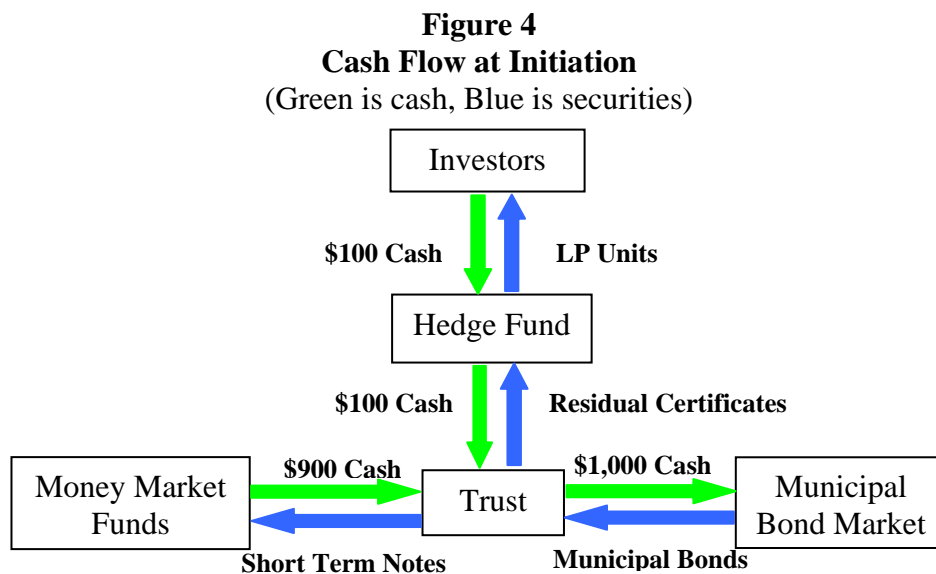 Figure 4
Cash Flow at Initiation
(Green is cash, Blue is securities)
Investors
$100 Cash
LP Units
Hedge Fund
$100 Cash
Residual Certificates
$900 Cash
$1,000 Cash
Money Market
Funds
Trust
Municipal
Bond Market
Short Term Notes
Municipal Bonds